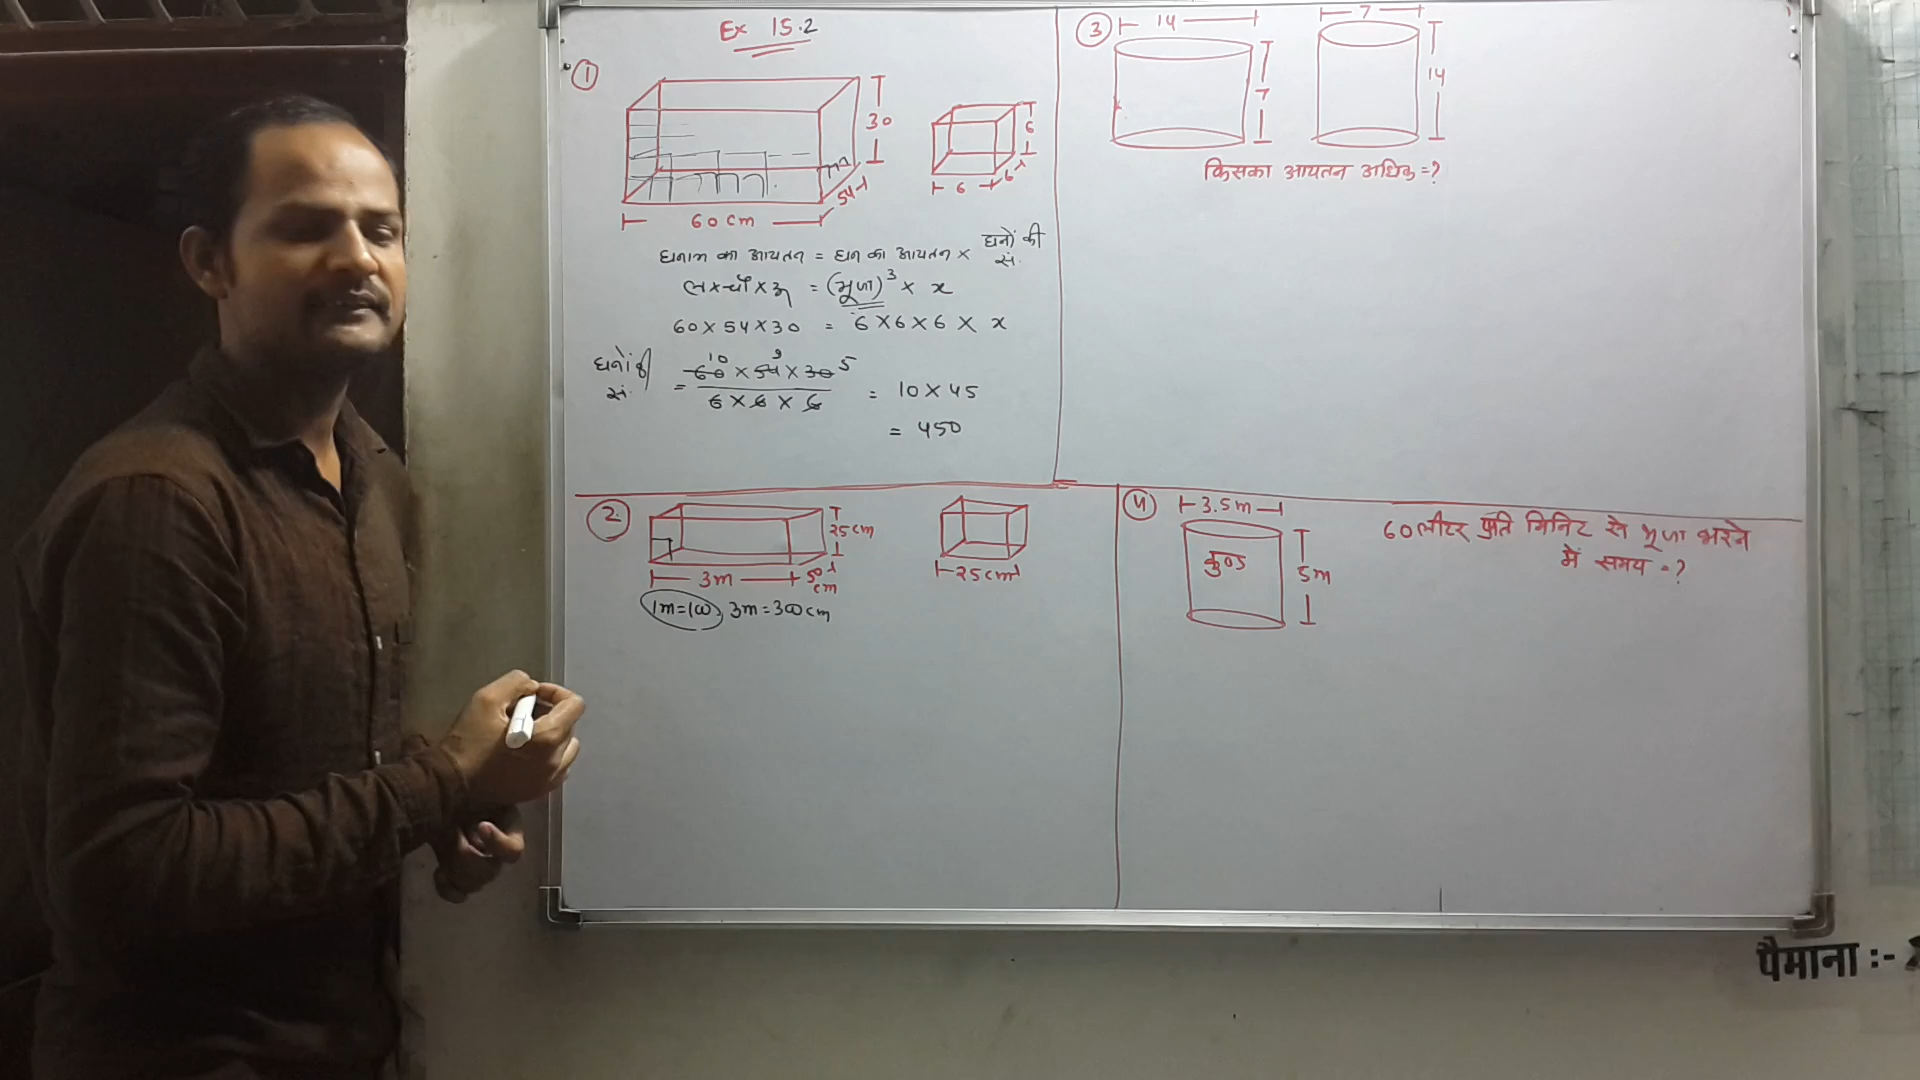 Ex 15.2
1
30
54
60 cm
6
6
6
घनाभ का आयतन = घन का आयतन × घनों की सं.
ल×चौ×ऊ = (भुजा)³ × x
60×54×30 = 6×6×6 × x
घनों की सं. = 60×54×30 / 6×6×6 = 10×45
10 9 5
= 450
2.
25cm
3m
50 cm
25cm
1m=100, 3m=300cm
3
14
7
7
14
किसका आयतन अधिक=?
4
3.5m
कुण्ड
5m
60 लीटर प्रति मिनिट से भरने
में समय =?
पैमाना :-